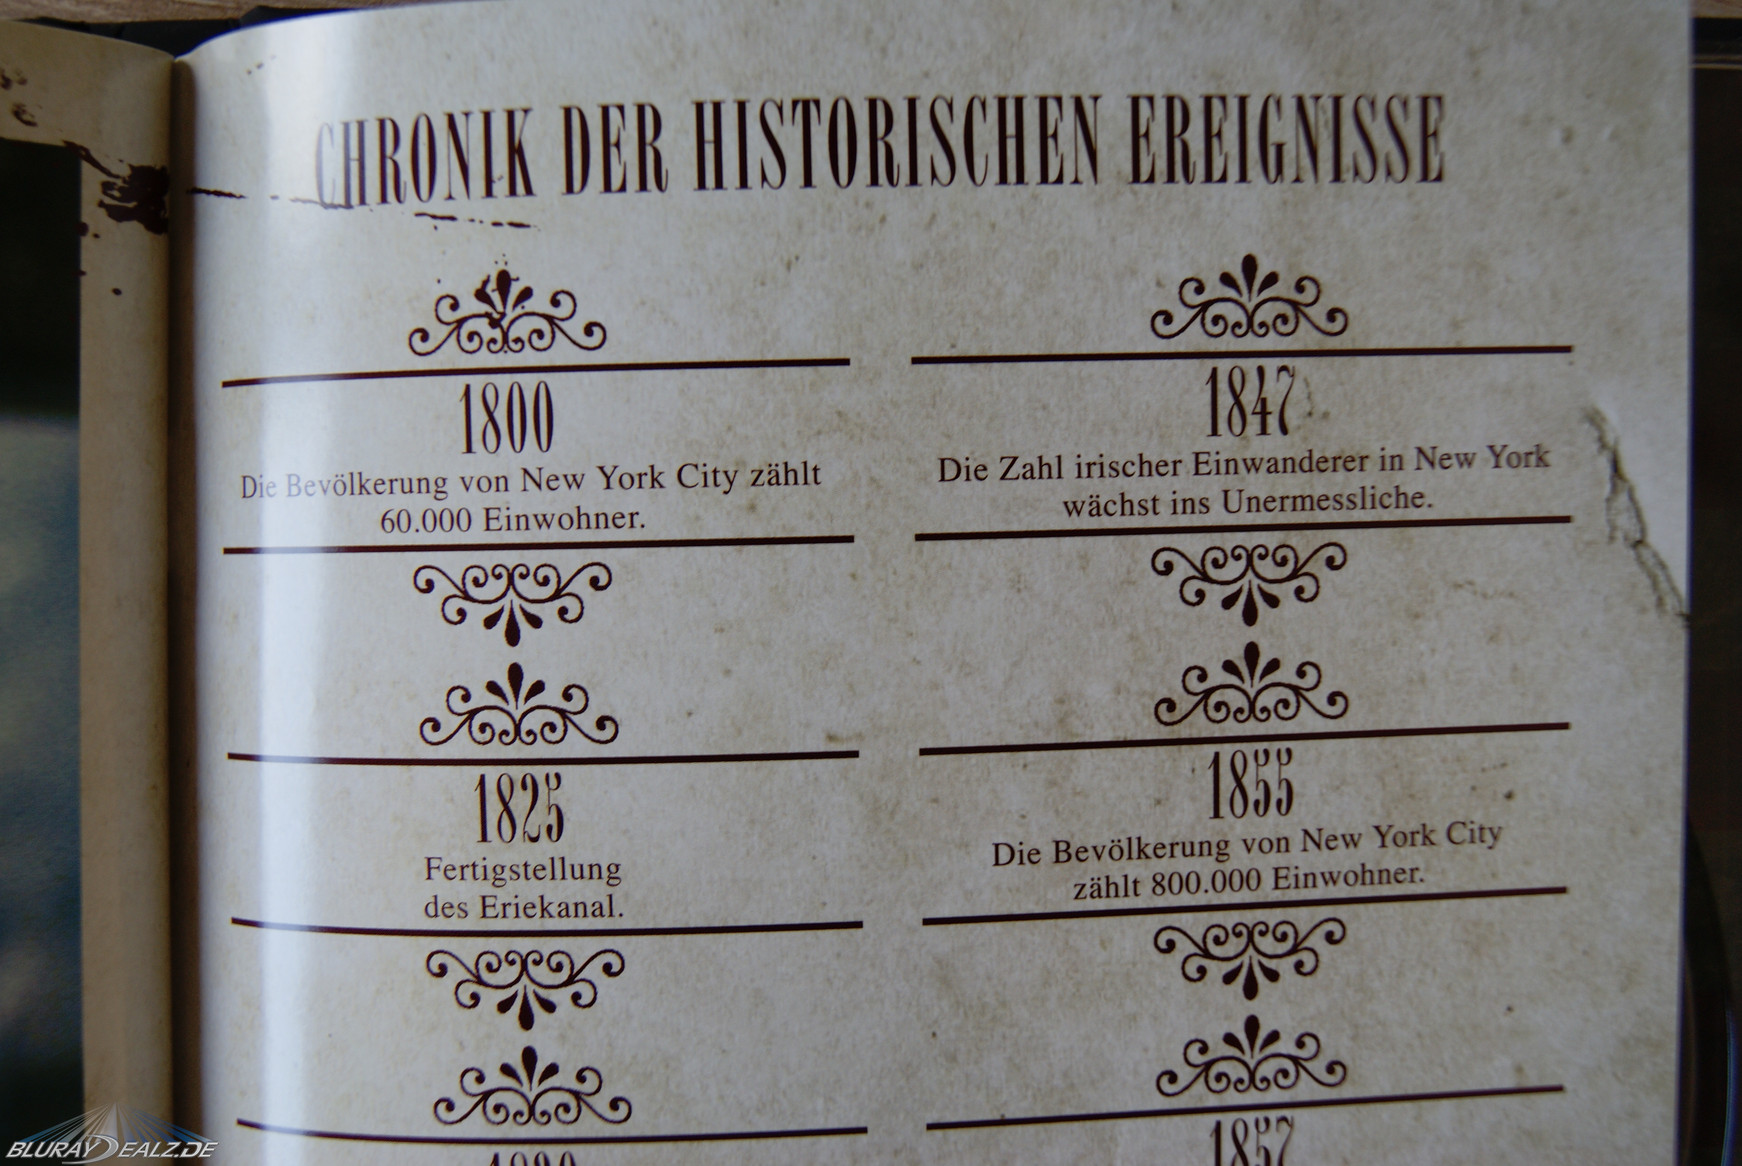 CHRONIK DER HISTORISCHEN EREIGNISSE
1800
Die Bevölkerung von New York City zählt
60.000 Einwohner.
1825
Fertigstellung
des Eriekanal.
1847
Die Zahl irischer Einwanderer in New York
wächst ins Unermessliche.
1855
Die Bevölkerung von New York City
zählt 800.000 Einwohner.
1857
BLURAYDEALZ.DE